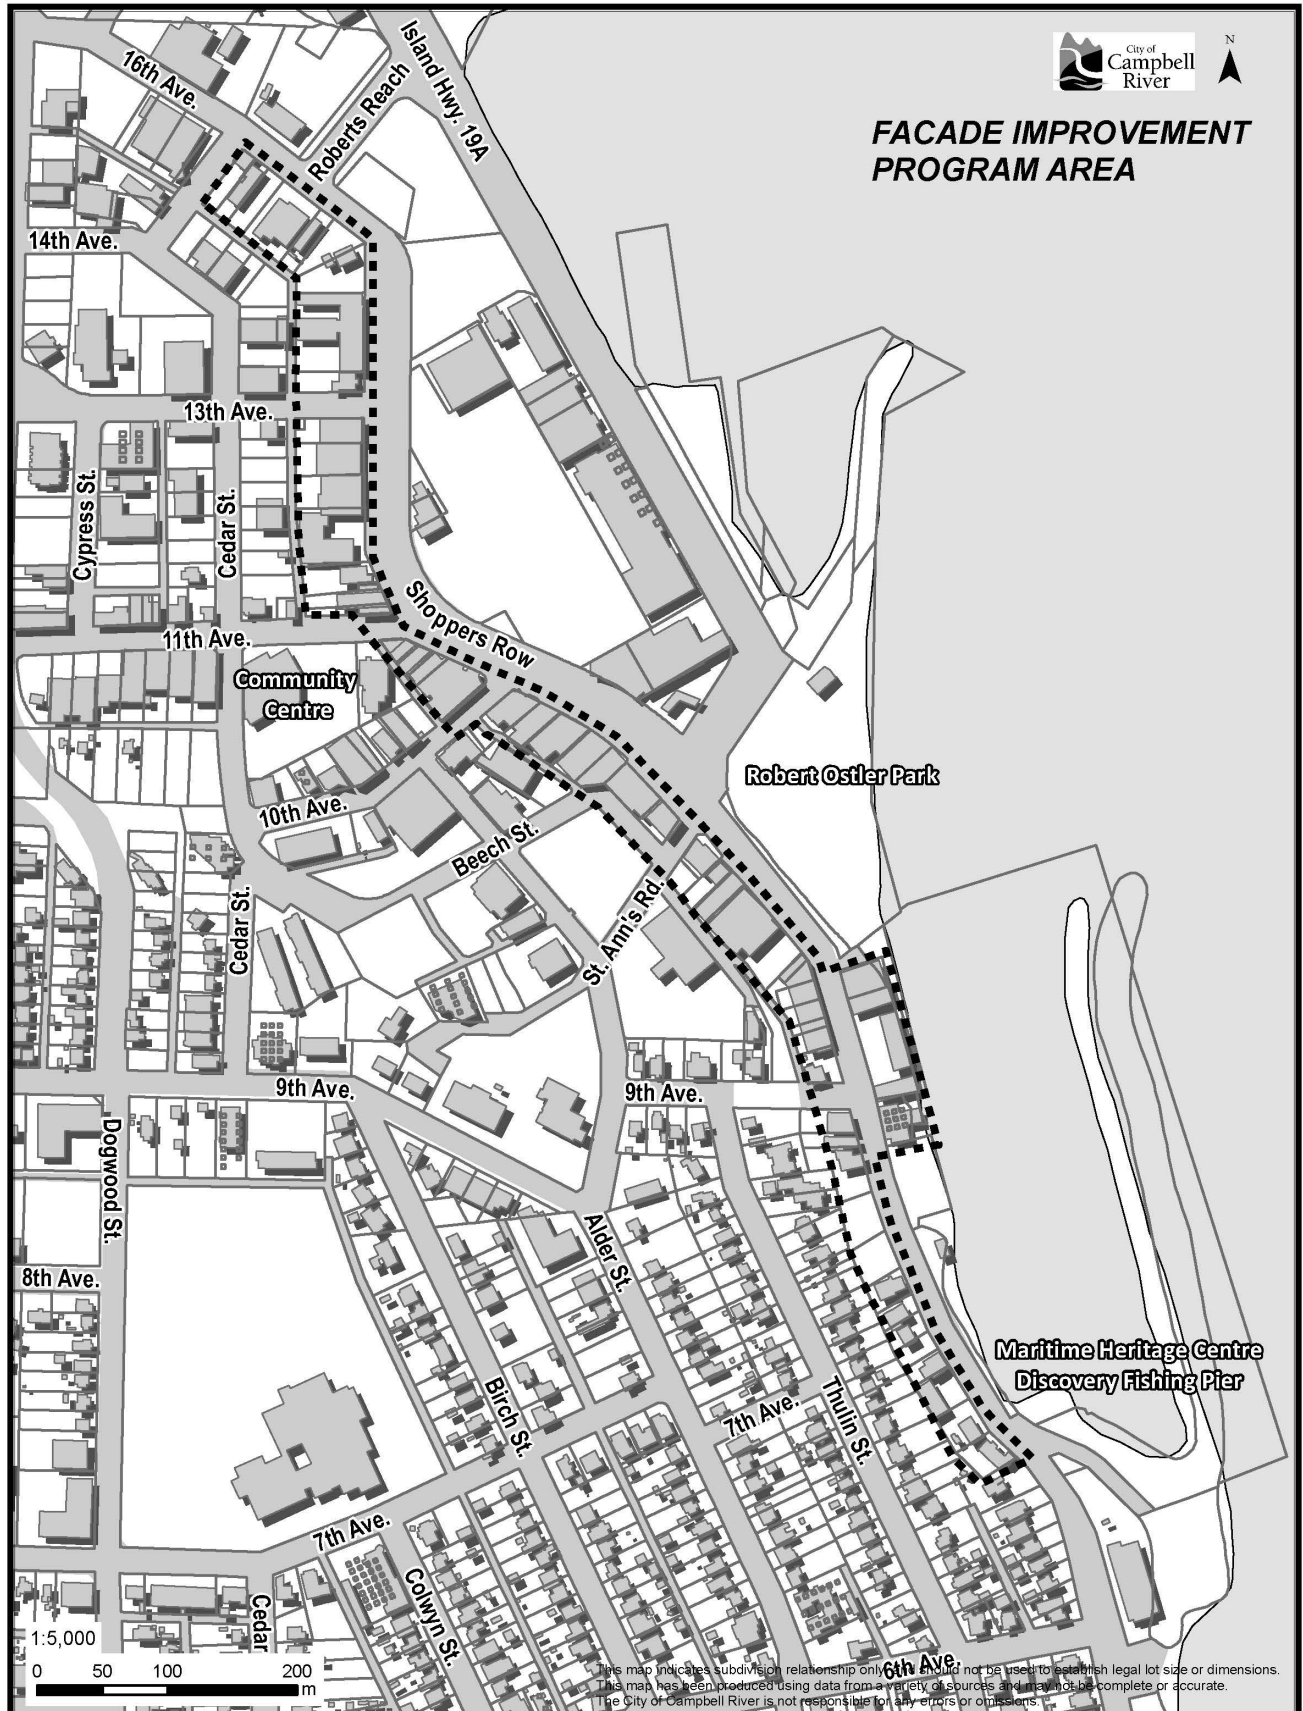 City of
Campbell
River
N
FACADE IMPROVEMENT
PROGRAM AREA
Island Hwy. 19A
16th Ave.
Roberts Reach
14th Ave.
13th Ave.
Cypress St.
Cedar St.
Shoppers Row
11th Ave.
Community
Centre
Robert Ostler Park
10th Ave.
Beech St.
St. Ann's Rd.
Cedar St.
9th Ave.
9th Ave.
Dogwood St.
Alder St.
8th Ave.
Maritime Heritage Centre
Discovery Fishing Pier
Birch St.
Thulin St.
7th Ave.
7th Ave.
Colwyn St.
Cedar
6th Ave.
1:5,000
0 50 100 200
m
This map indicates subdivision relationship only and should not be used to establish legal lot size or dimensions.
This map has been produced using data from a variety of sources and may not be complete or accurate.
The City of Campbell River is not responsible for any errors or omissions.